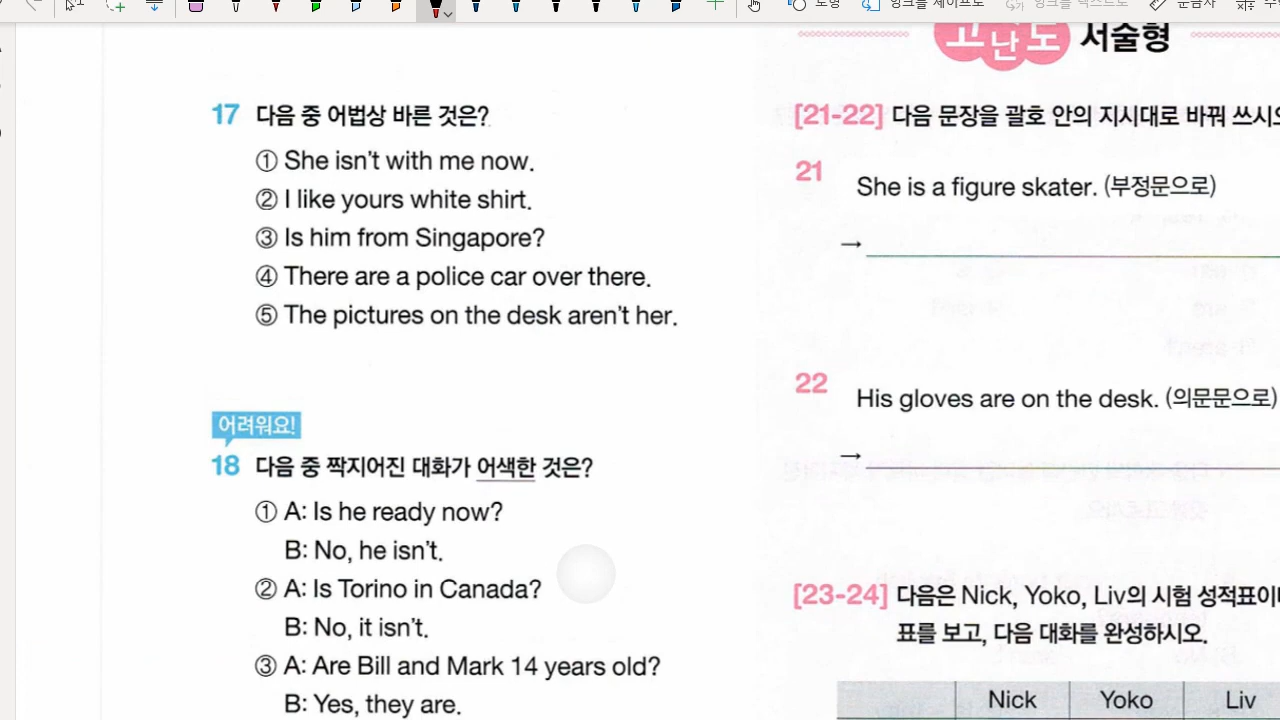 고난도 서술형
17 다음 중 어법상 바른 것은?
① She isn't with me now.
② I like yours white shirt.
③ Is him from Singapore?
④ There are a police car over there.
⑤ The pictures on the desk aren't her.
어려워요!
18 다음 중 짝지어진 대화가 어색한 것은?
① A: Is he ready now?
B: No, he isn't.
② A: Is Torino in Canada?
B: No, it isn't.
③ A: Are Bill and Mark 14 years old?
B: Yes, they are.
[21-22] 다음 문장을 괄호 안의 지시대로 바꿔 쓰시오
21 She is a figure skater. (부정문으로)
→
22 His gloves are on the desk. (의문문으로)
→
[23-24] 다음은 Nick, Yoko, Liv의 시험 성적표이
표를 보고, 다음 대화를 완성하시오.
Nick Yoko Liv